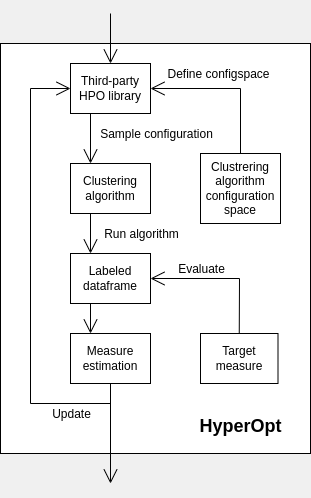 Define configspace
Third-party
HPO library
Sample configuration
Clustering
algorithm
Clustrering
algorithm
configuration
space
Run algorithm
Labeled
dataframe
Evaluate
Measure
estimation
Target
measure
Update
HyperOpt